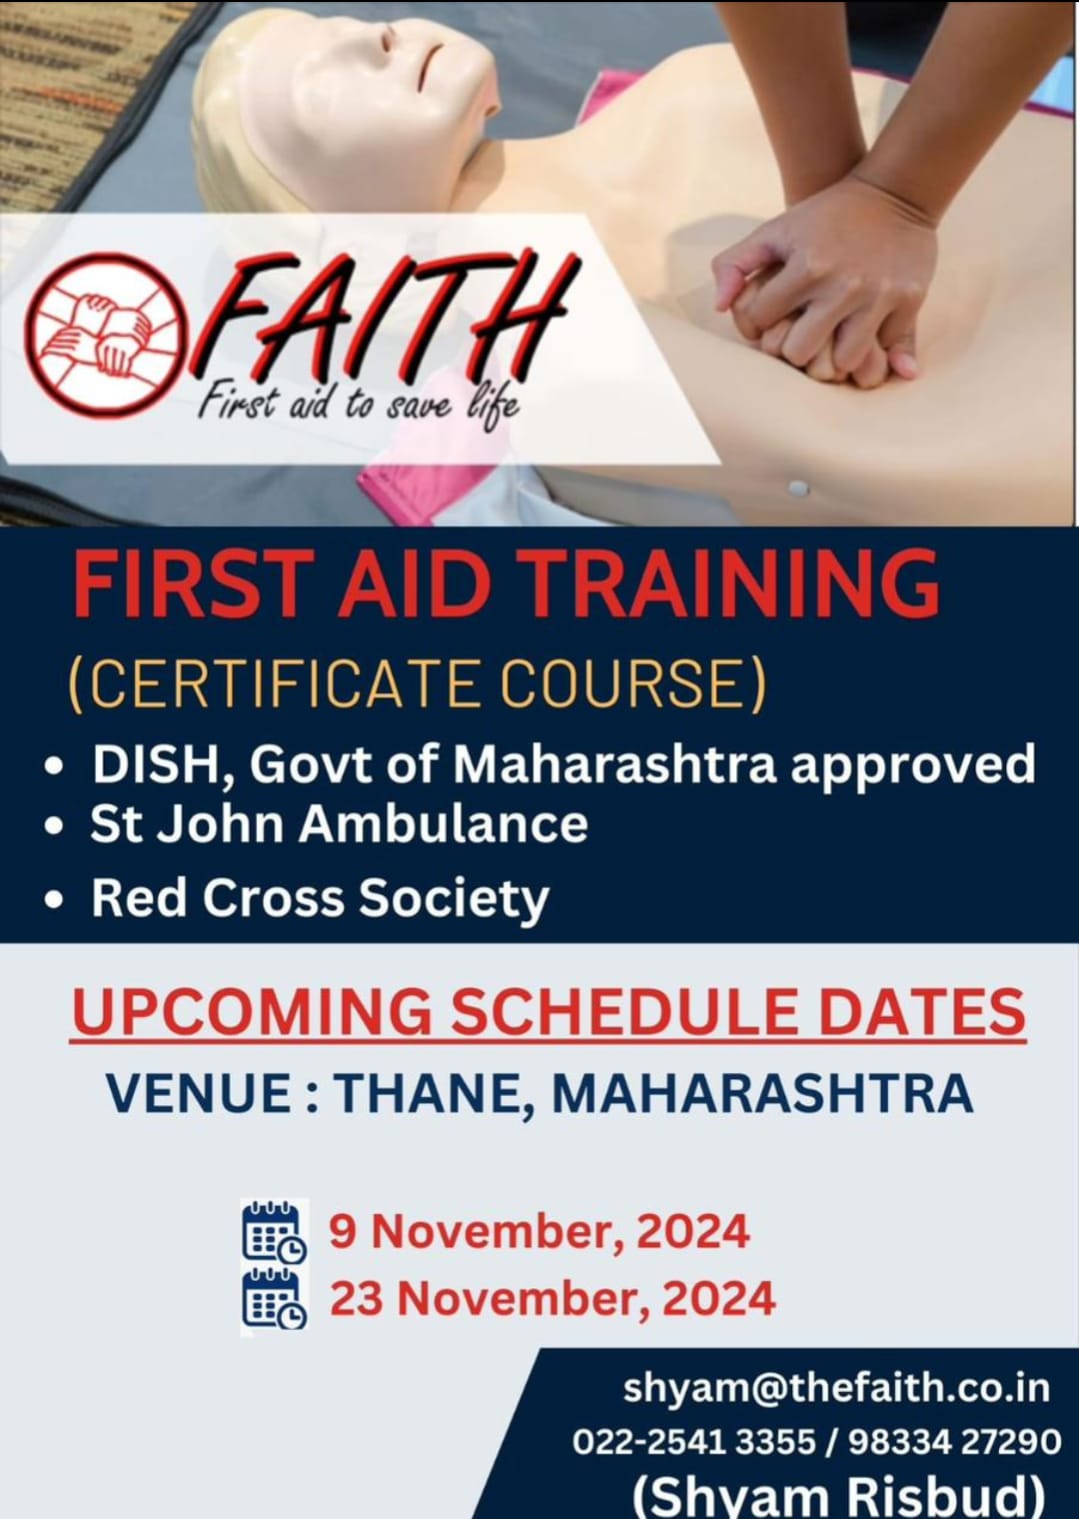 FAITH
First aid to save life
FIRST AID TRAINING
(CERTIFICATE COURSE)
• DISH, Govt of Maharashtra approved
• St John Ambulance
• Red Cross Society
UPCOMING SCHEDULE DATES
VENUE : THANE, MAHARASHTRA
9 November, 2024
23 November, 2024
shyam@thefaith.co.in
022-2541 3355 / 98334 27290
(Shyam Risbud)